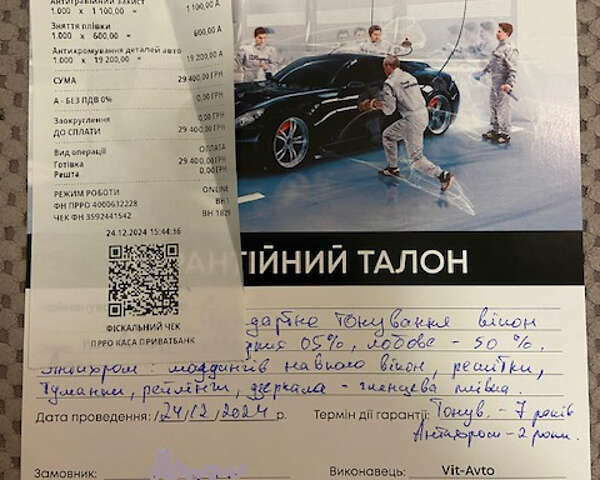 Антигравійний захист
1.000 x 1 100,00 = 1 100,00 А
Зняття плівки
1.000 x 600,00 = 600,00 А
Антихромування деталей авто
1.000 x 19 200,00 = 19 200,00 А
СУМА 29 400,00 ГРН
А - БЕЗ ПДВ 0% 0,00 ГРН
Заокруглення 0,00 ГРН
ДО СПЛАТИ 29 400,00 ГРН
Вид операції ОПЛАТА
Готівка 29 400,00 ГРН
Решта 0,00 ГРН
РЕЖИМ РОБОТИ ONLINE
ФН ПРРО 4000632228 ВН1
ЧЕК ФН 3592441542 ВН 1829
24.12.2024 15:44:36
ФІСКАЛЬНИЙ ЧЕК
ПРРО КАСА ПРИВАТБАНК
РАНТІЙНИЙ ТАЛОН
дартне тонування вікон
05%, лобове - 50%.
Антихром: молдингів навколо вікон, решітки,
туманки, рейлінги, дзеркала - глянцева плівка.
Дата проведення: 24/12/2024 р. Термін дії гарантії: Тонув. - 7 років
Антихром - 2 роки.
Замовник: Виконавець: Vit-Avto